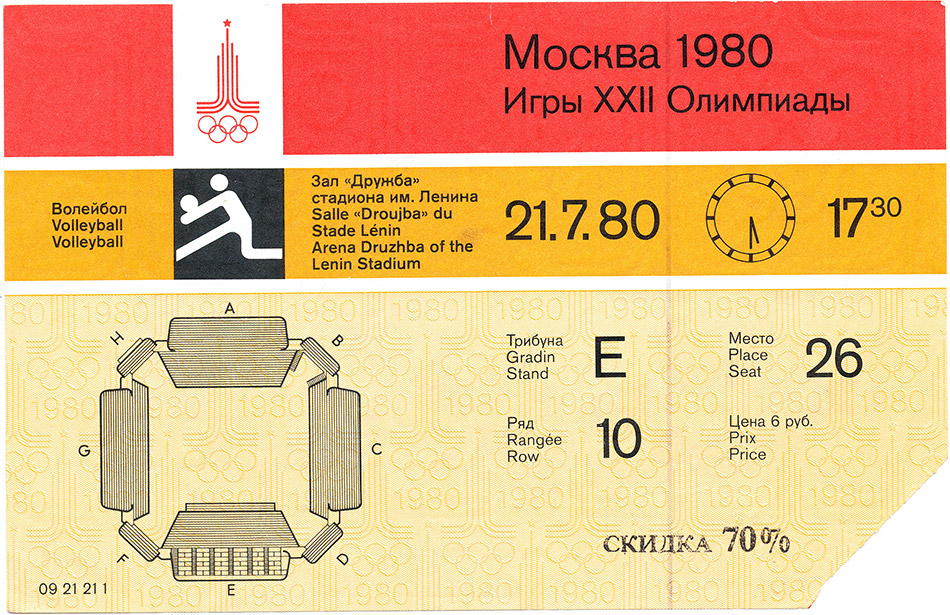 Москва 1980
Игры XXII Олимпиады
Волейбол
Volleyball
Volleyball
Зал «Дружба»
стадиона им. Ленина
Salle «Droujba» du
Stade Lénin
Arena Druzhba of the
Lenin Stadium
21.7.80
17³⁰
A
B
C
D
E
F
G
H
09 21 21 1
Трибуна
Gradin
Stand
E
Место
Place
Seat
26
Ряд
Rangée
Row
10
Цена 6 руб.
Prix
Price
СКИДКА 70%
1980